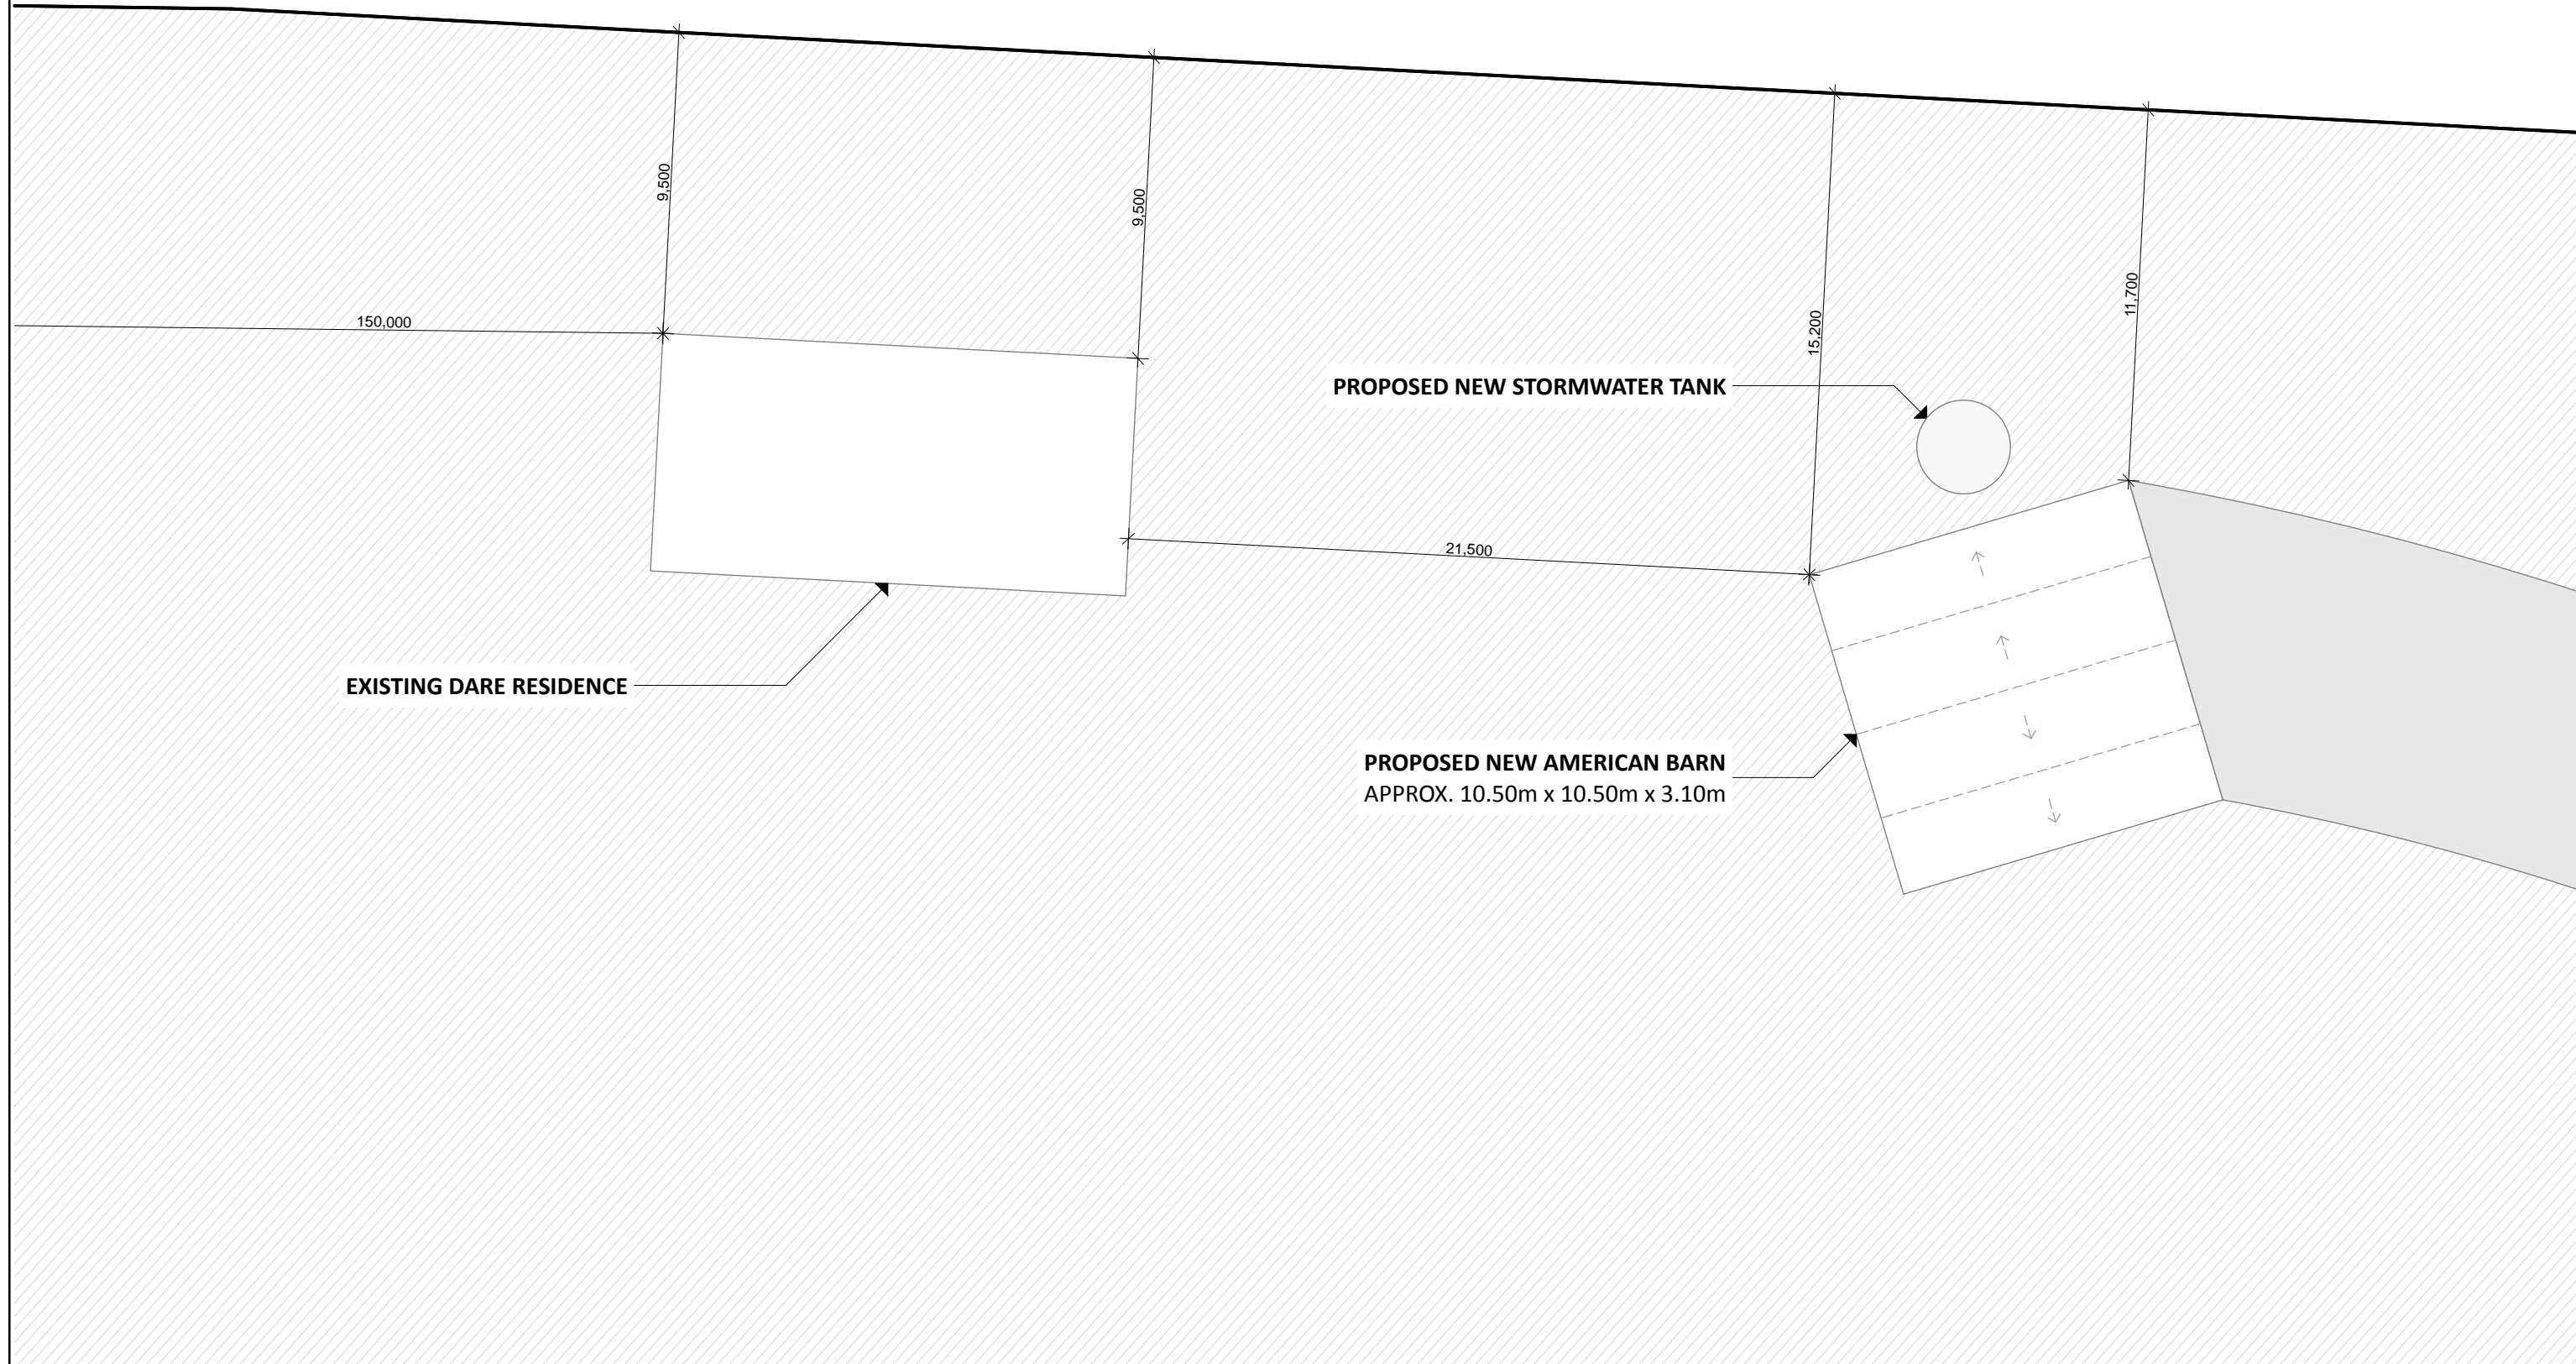 9,500
9,500
15,200
11,700
150,000
PROPOSED NEW STORMWATER TANK
21,500
EXISTING DARE RESIDENCE
PROPOSED NEW AMERICAN BARN
APPROX. 10.50m x 10.50m x 3.10m